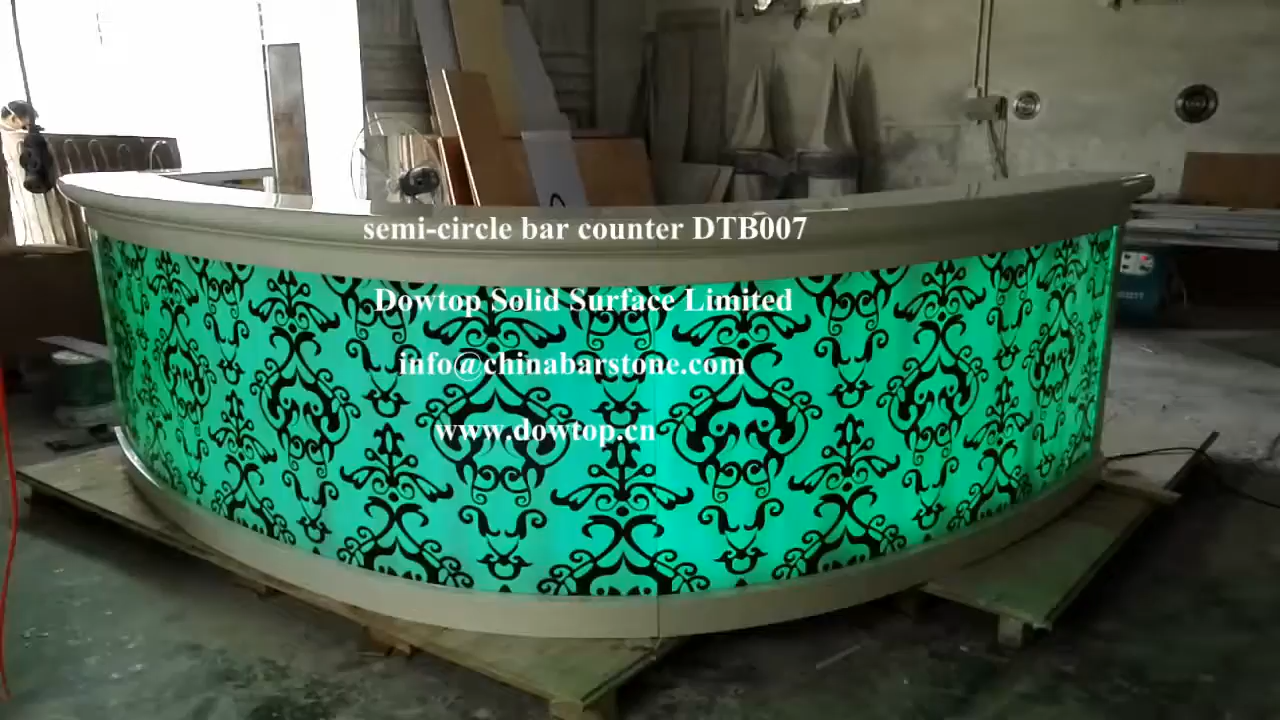 semi-circle bar counter DTB007
Dowtop Solid Surface Limited
info@chinabarstone.com
www.dowtop.cn